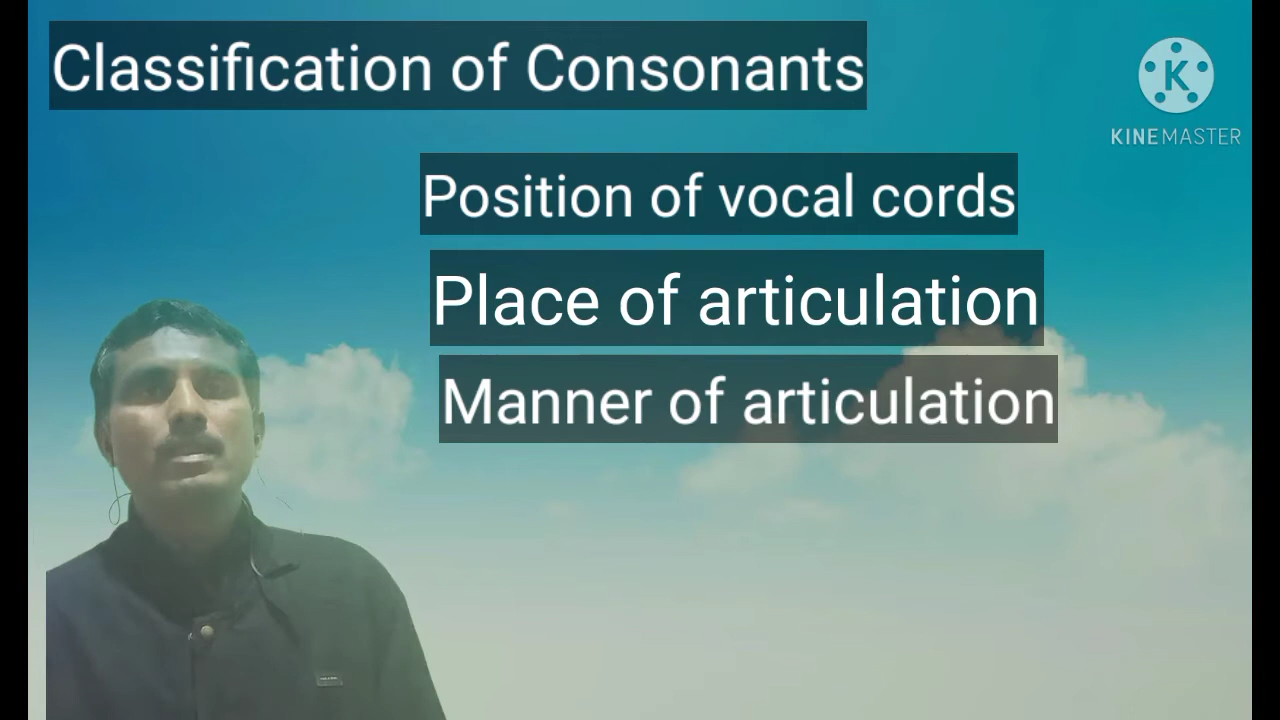 Classification of Consonants
K
KINEMASTER
Position of vocal cords
Place of articulation
Manner of articulation